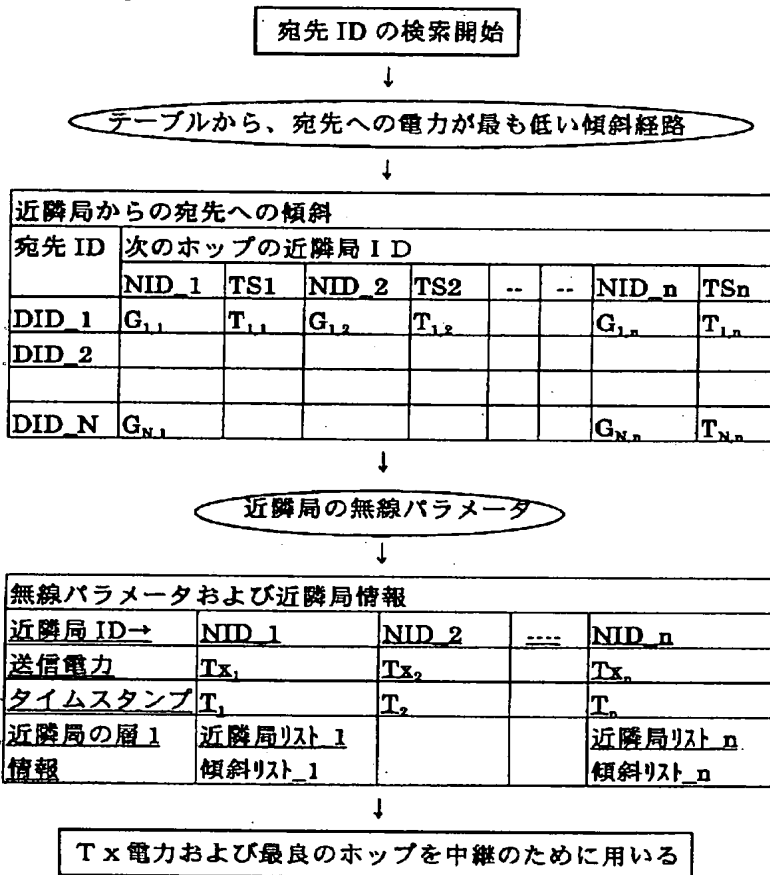 宛先 ID の検索開始
↓
テーブルから、宛先への電力が最も低い傾斜経路
↓
近隣局からの宛先への傾斜
宛先 ID 次のホップの近隣局ID
NID_1 TS1 NID_2 TS2 -- -- NID_n TSn
DID_1 G1,1 T1,1 G1,2 T1,2 G1,n T1,n
DID_2
DID_N GN,1 GN,n TN,n
↓
近隣局の無線パラメータ
↓
無線パラメータおよび近隣局情報
近隣局 ID→ NID_1 NID_2 ---- NID_n
送信電力 Tx1 Tx2 Txn
タイムスタンプ T1 T2 Tn
近隣局の層1 近隣局リスト_1 近隣局リスト_n
情報 傾斜リスト_1 傾斜リスト_n
↓
Tx電力および最良のホップを中継のために用いる